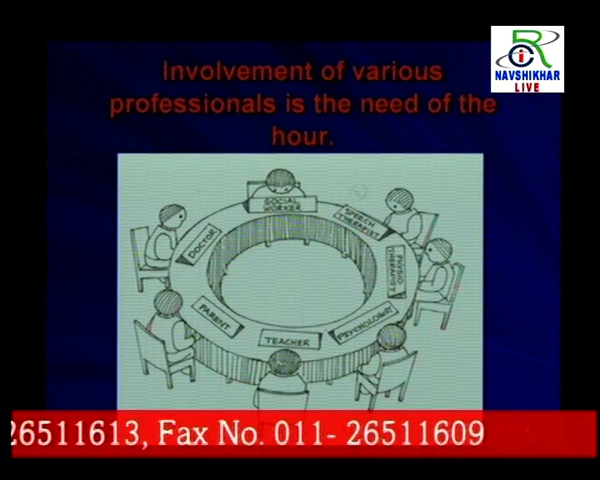 RCI
NAVSHIKHAR
LIVE
Involvement of various
professionals is the need of the
hour.
SOCIAL
WORKER
SPEECH
THERAPIST
DOCTOR
PHYSIO
THERAPIST
PARENT
PSYCHOLOGIST
TEACHER
26511613, Fax No. 011- 26511609